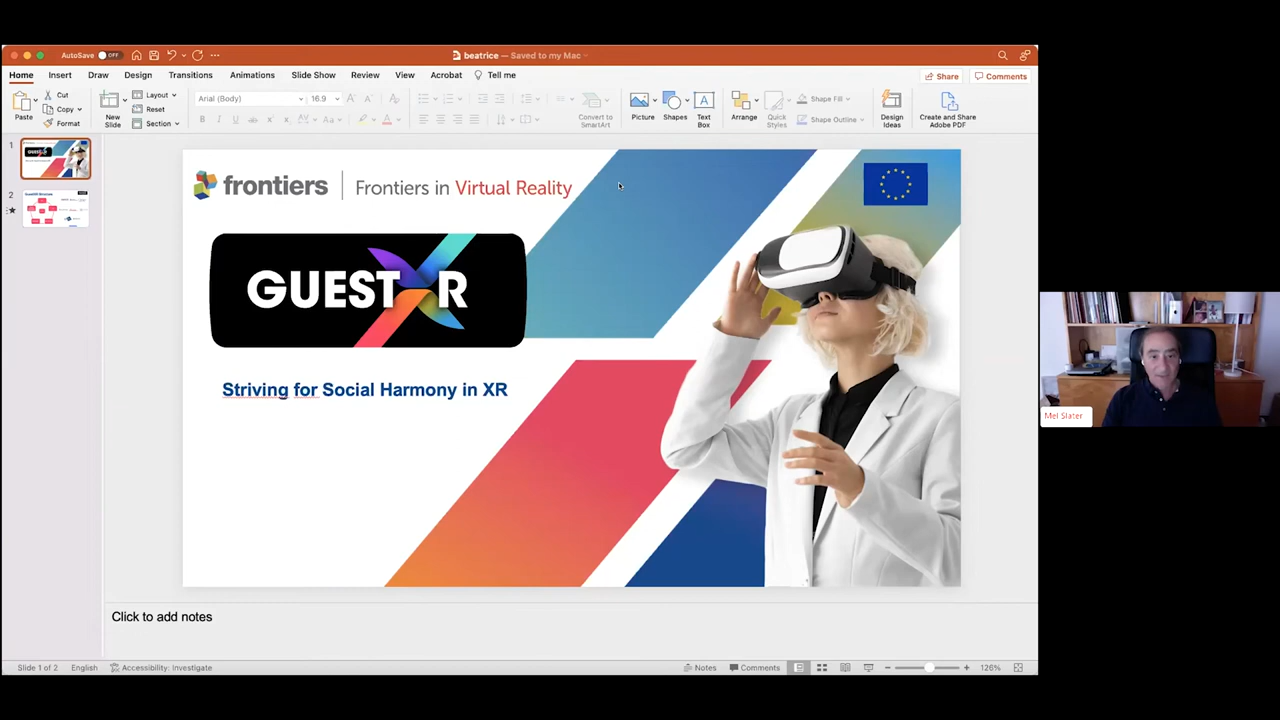 AutoSave OFF
beatrice — Saved to my Mac
Home Insert Draw Design Transitions Animations Slide Show Review View Acrobat Tell me
Share Comments
Paste
Cut
Copy
Format
New Slide
Layout
Reset
Section
Arial (Body) 16.9
Convert to SmartArt
Picture
Shapes
Text Box
Arrange
Quick Styles
Shape Fill
Shape Outline
Design Ideas
Create and Share Adobe PDF
1
2
frontiers
Frontiers in Virtual Reality
GUESTXR
Striving for Social Harmony in XR
Mel Slater
Click to add notes
Slide 1 of 2 English Accessibility: Investigate Notes Comments 126%